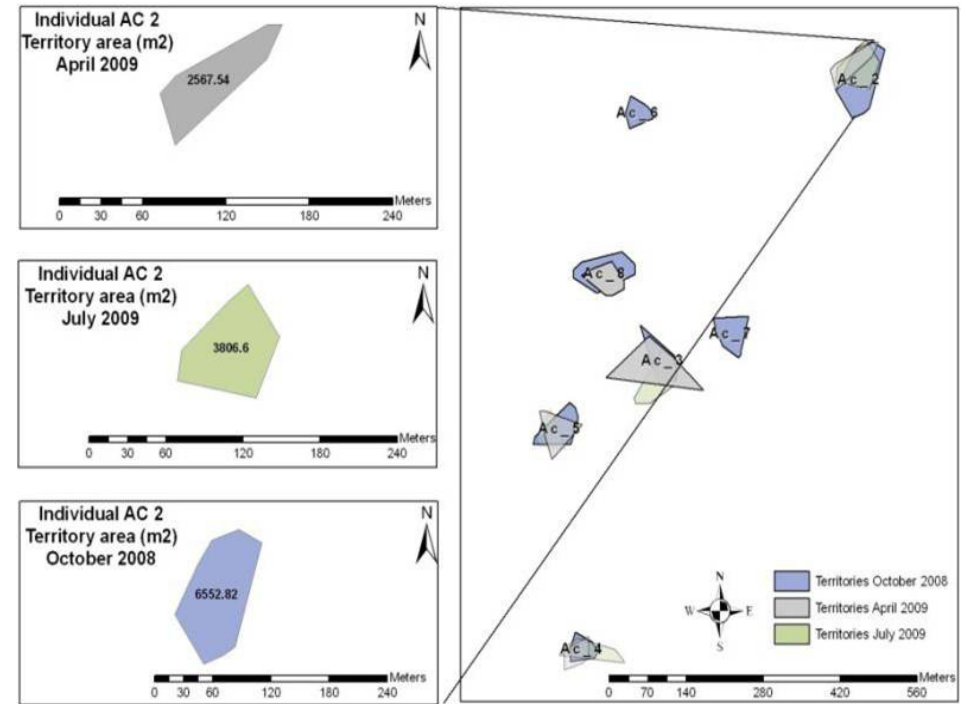 Individual AC 2
Territory area (m2)
April 2009
N
2567.54
Meters
0 30 60 120 180 240
Individual AC 2
Territory area (m2)
July 2009
N
3806.6
Meters
0 30 60 120 180 240
Individual AC 2
Territory area (m2)
October 2008
N
6552.82
Meters
0 30 60 120 180 240
Ac_2
Ac_6
Ac_8
Ac_7
Ac_3
Ac_5
Ac_4
N
W E
S
Territories October 2008
Territories April 2009
Territories July 2009
Meters
0 70 140 280 420 560